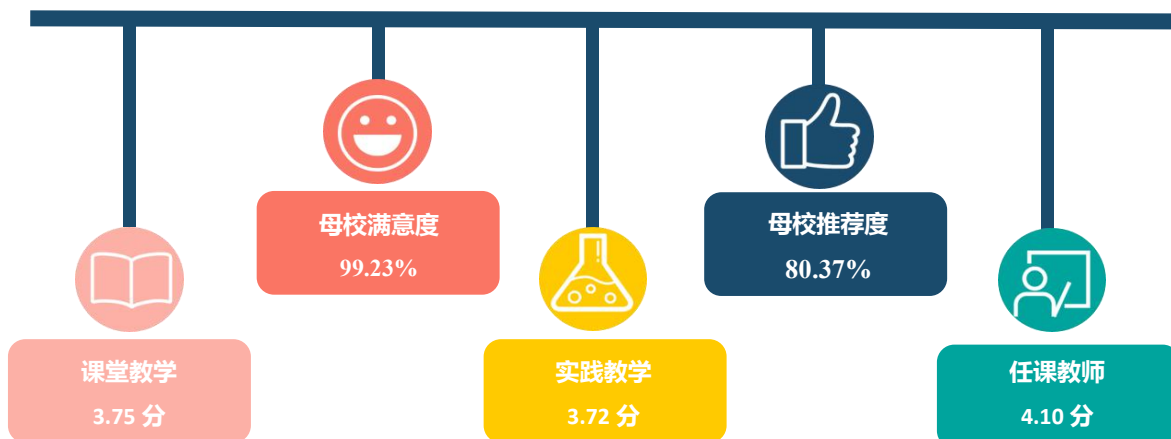 母校满意度
99.23%
母校推荐度
80.37%
课堂教学
3.75 分
实践教学
3.72 分
任课教师
4.10 分